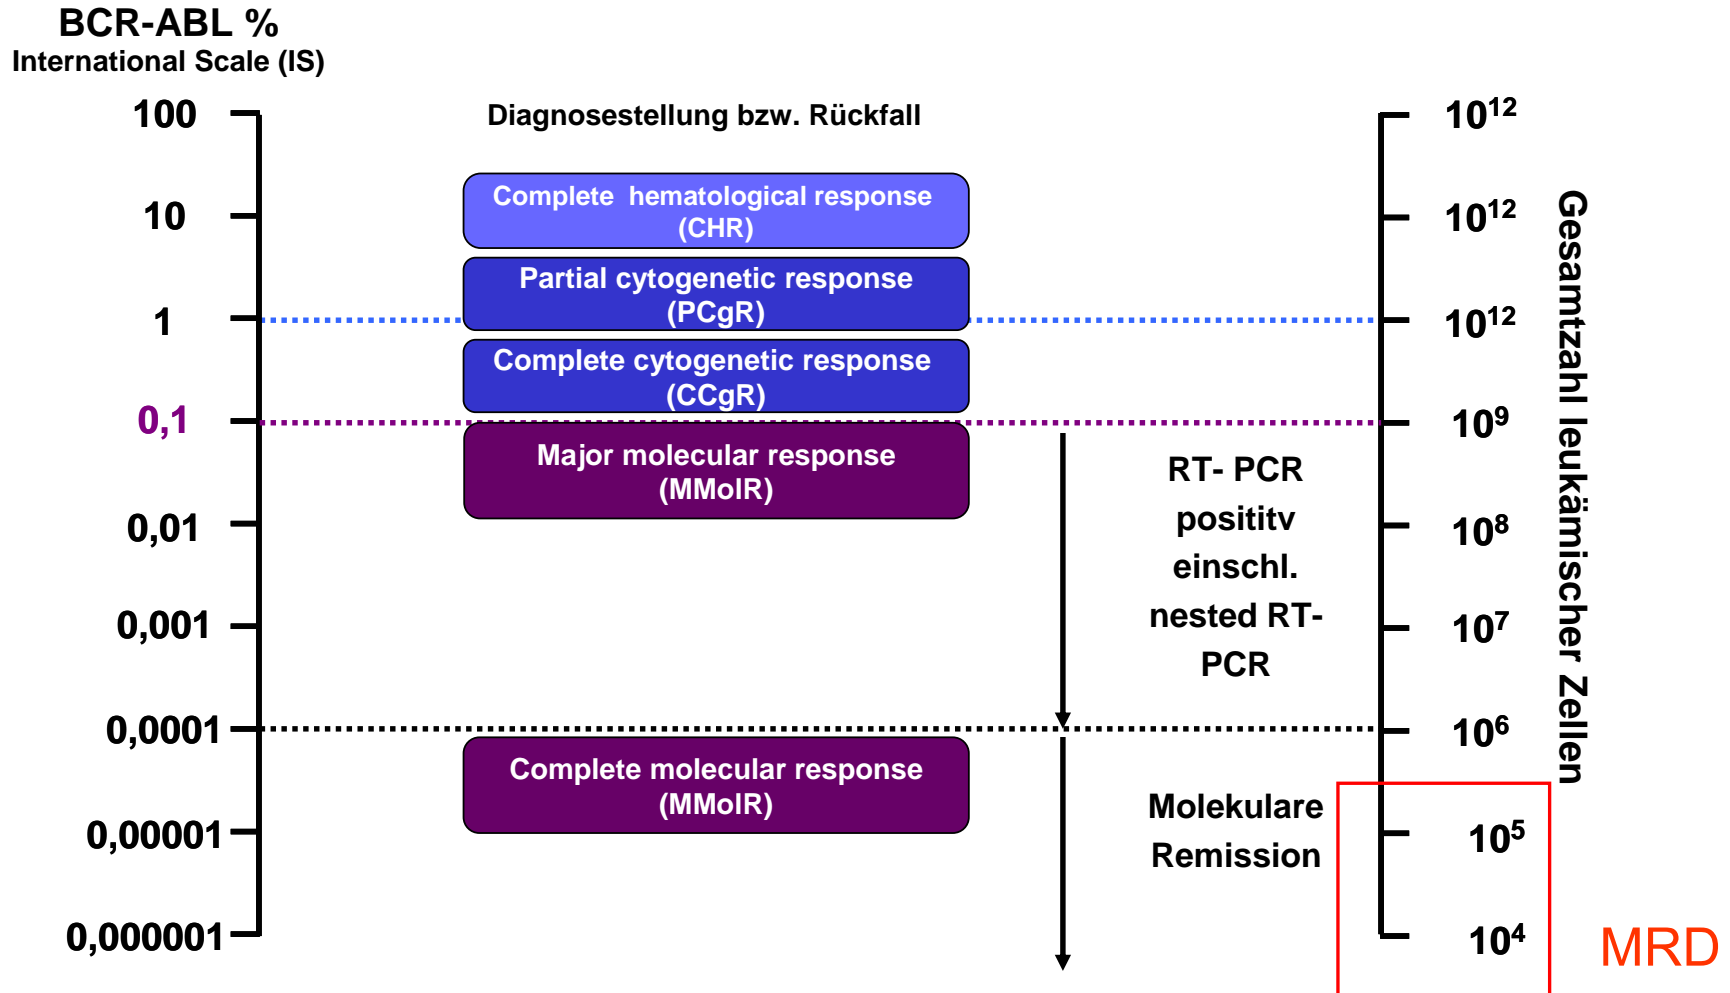 BCR-ABL %
International Scale (IS)
100
10
1
0,1
0,01
0,001
0,0001
0,00001
0,000001
Diagnosestellung bzw. Rückfall
Complete hematological response
(CHR)
Partial cytogenetic response
(PCgR)
Complete cytogenetic response
(CCgR)
Major molecular response
(MMolR)
Complete molecular response
(MMolR)
RT- PCR
posititv
einschl.
nested RT-
PCR
Molekulare
Remission
10¹²
10¹²
10¹²
10⁹
10⁸
10⁷
10⁶
10⁵
10⁴
Gesamtzahl leukämischer Zellen
MRD